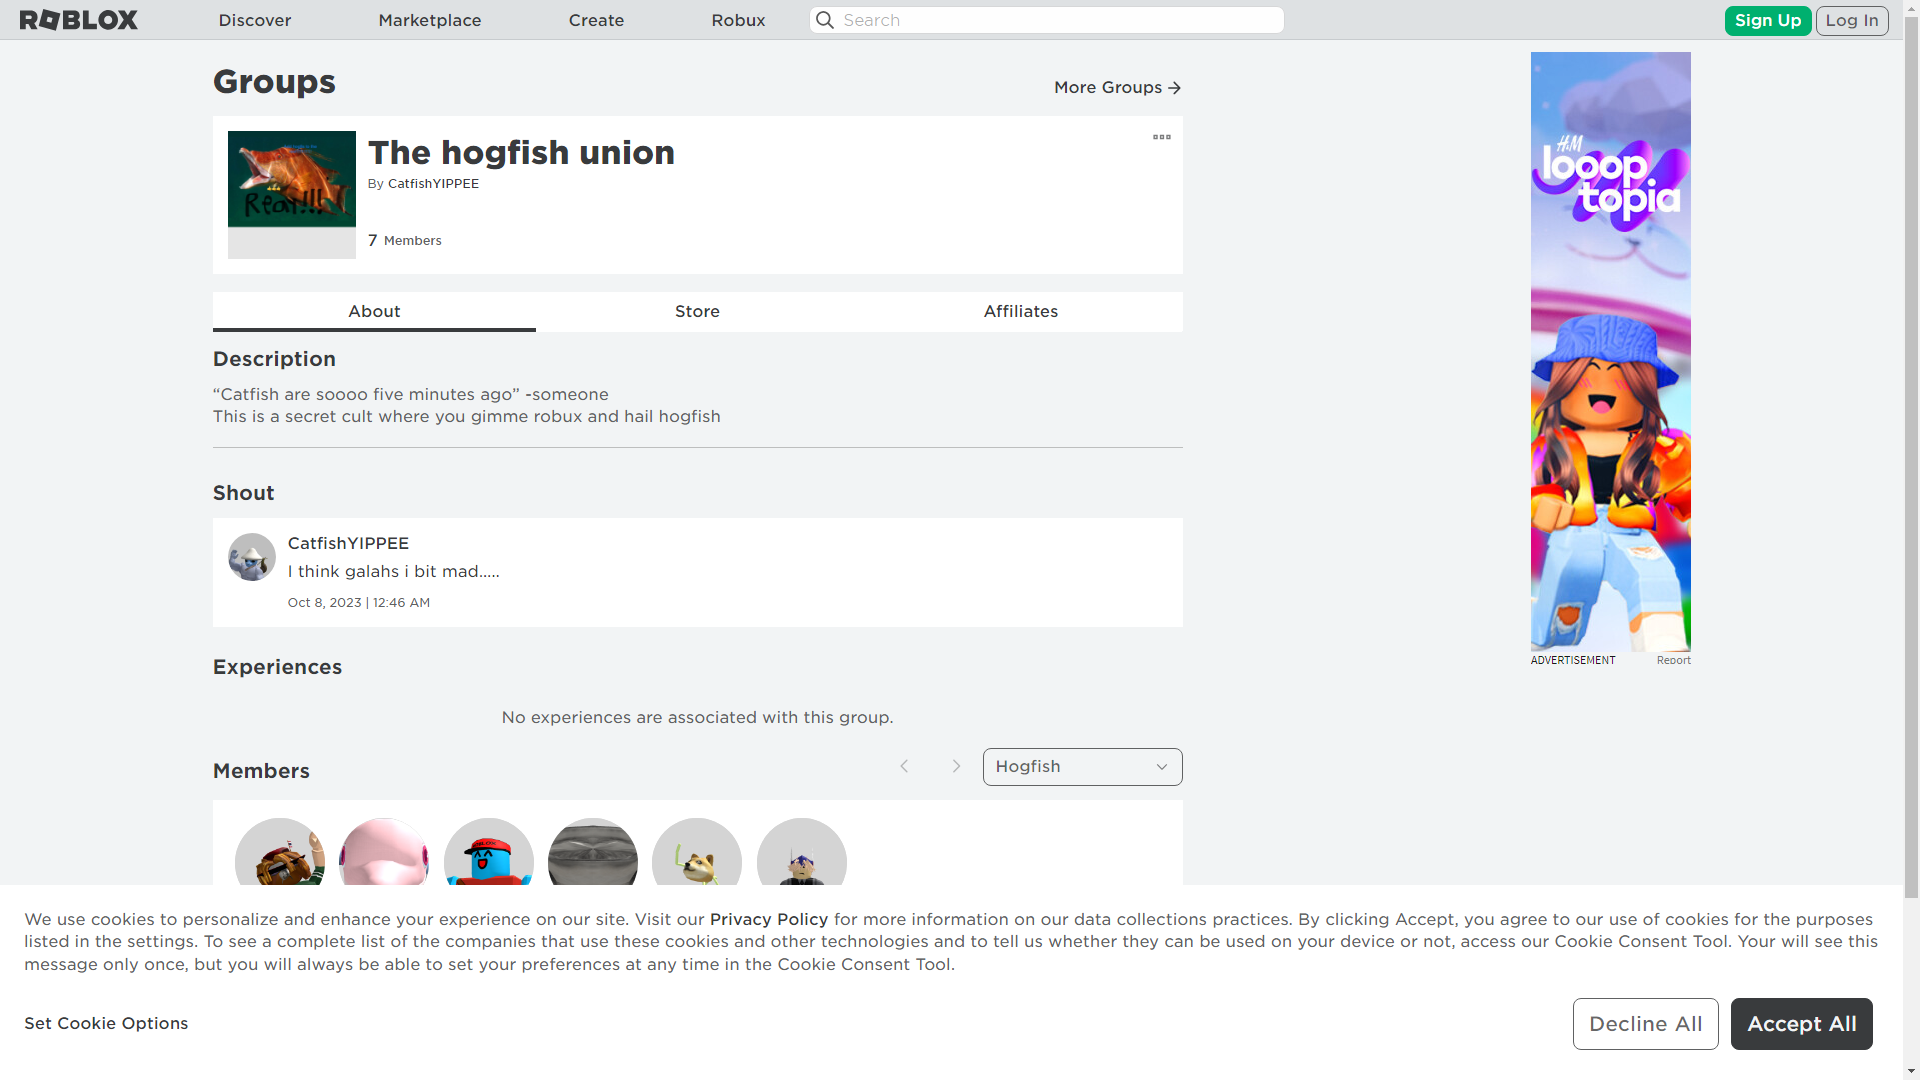 ROBLOX
Discover
Marketplace
Create
Robux
Search
Sign Up
Log In
Groups
More Groups
The hogfish union
By CatfishYIPPEE
Real!!!
7 Members
About
Store
Affiliates
Description
“Catfish are soooo five minutes ago” -someone
This is a secret cult where you gimme robux and hail hogfish
Shout
CatfishYIPPEE
I think galahs i bit mad.....
Oct 8, 2023 | 12:46 AM
Experiences
No experiences are associated with this group.
Members
Hogfish
H&M
looop
topia
ADVERTISEMENT
Report
We use cookies to personalize and enhance your experience on our site. Visit our Privacy Policy for more information on our data collections practices. By clicking Accept, you agree to our use of cookies for the purposes
listed in the settings. To see a complete list of the companies that use these cookies and other technologies and to tell us whether they can be used on your device or not, access our Cookie Consent Tool. Your will see this
message only once, but you will always be able to set your preferences at any time in the Cookie Consent Tool.
Set Cookie Options
Decline All
Accept All